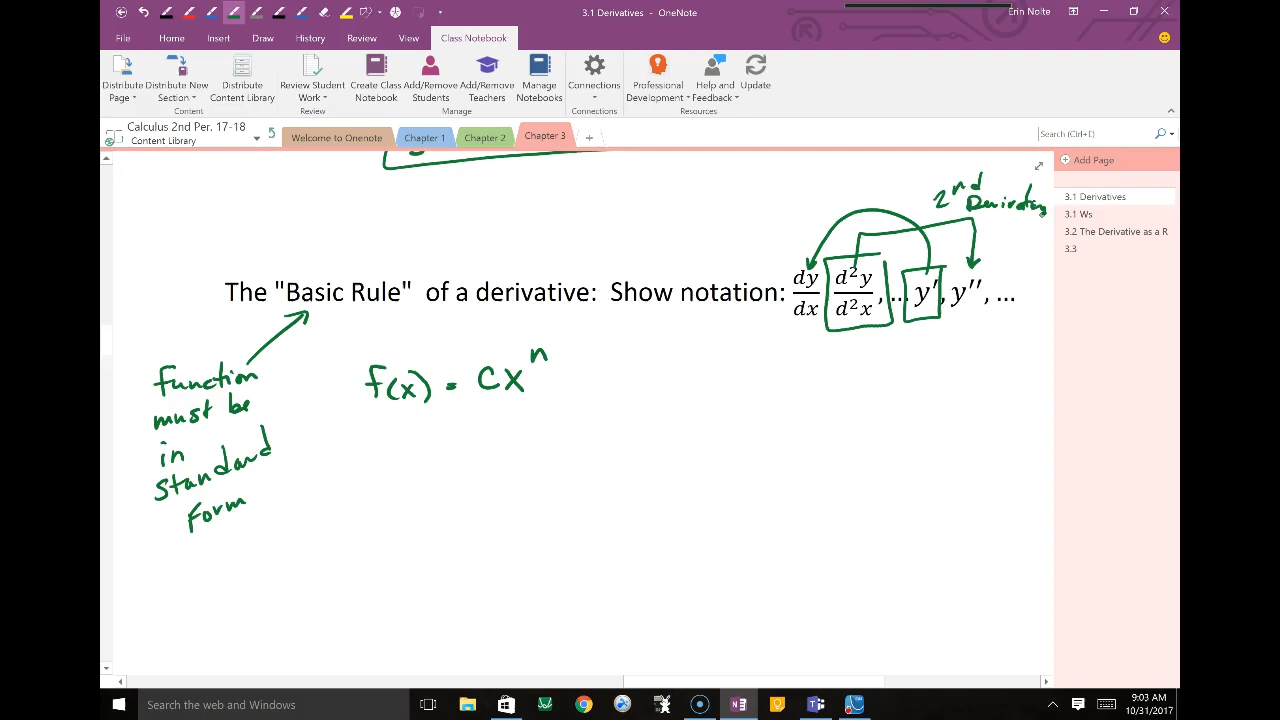 3.1 Derivatives - OneNote
Erin Nolte
File Home Insert Draw History Review View Class Notebook
Distribute Page Distribute New Section Distribute Content Library Review Student Work Create Class Notebook Add/Remove Students Add/Remove Teachers Manage Notebooks Connections Professional Development Help and Feedback Update
Content Review Manage Connections Resources
Calculus 2nd Per. 17-18
Content Library
Welcome to Onenote Chapter 1 Chapter 2 Chapter 3 +
Search (Ctrl+E)
Add Page
3.1 Derivatives
3.1 Ws
3.2 The Derivative as a R
3.3
2nd
The "Basic Rule" of a derivative: Show notation: dy/dx d²y/d²x, ... y′, y′′, ...
function
must be
in
standard
form
f(x) = cx^n
Search the web and Windows
9:03 AM
10/31/2017